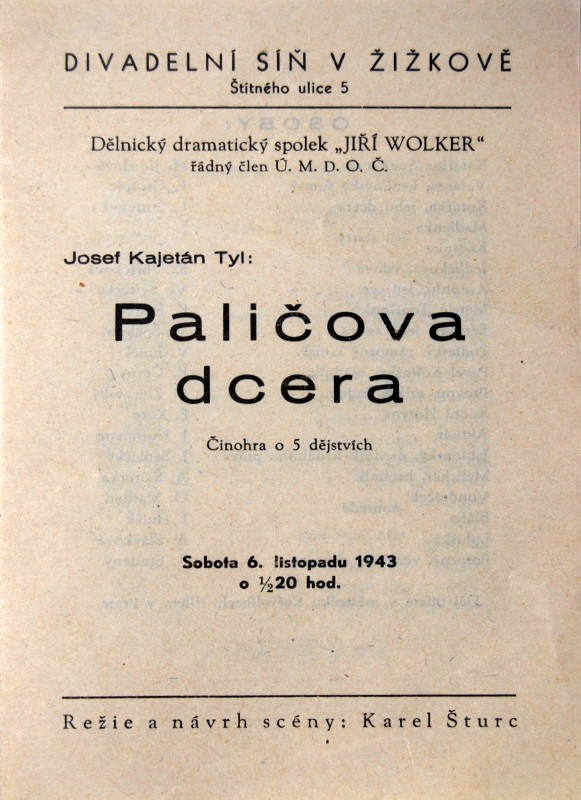 DIVADELNÍ SÍŇ V ŽIŽKOVĚ
Štítného ulice 5
Dělnický dramatický spolek „JIŘÍ WOLKER“
řádný člen Ú. M. D. O. Č.
Josef Kajetán Tyl:
Paličova
dcera
Činohra o 5 dějstvích
Sobota 6. listopadu 1943
o ½20 hod.
Režie a návrh scény: Karel Šturc